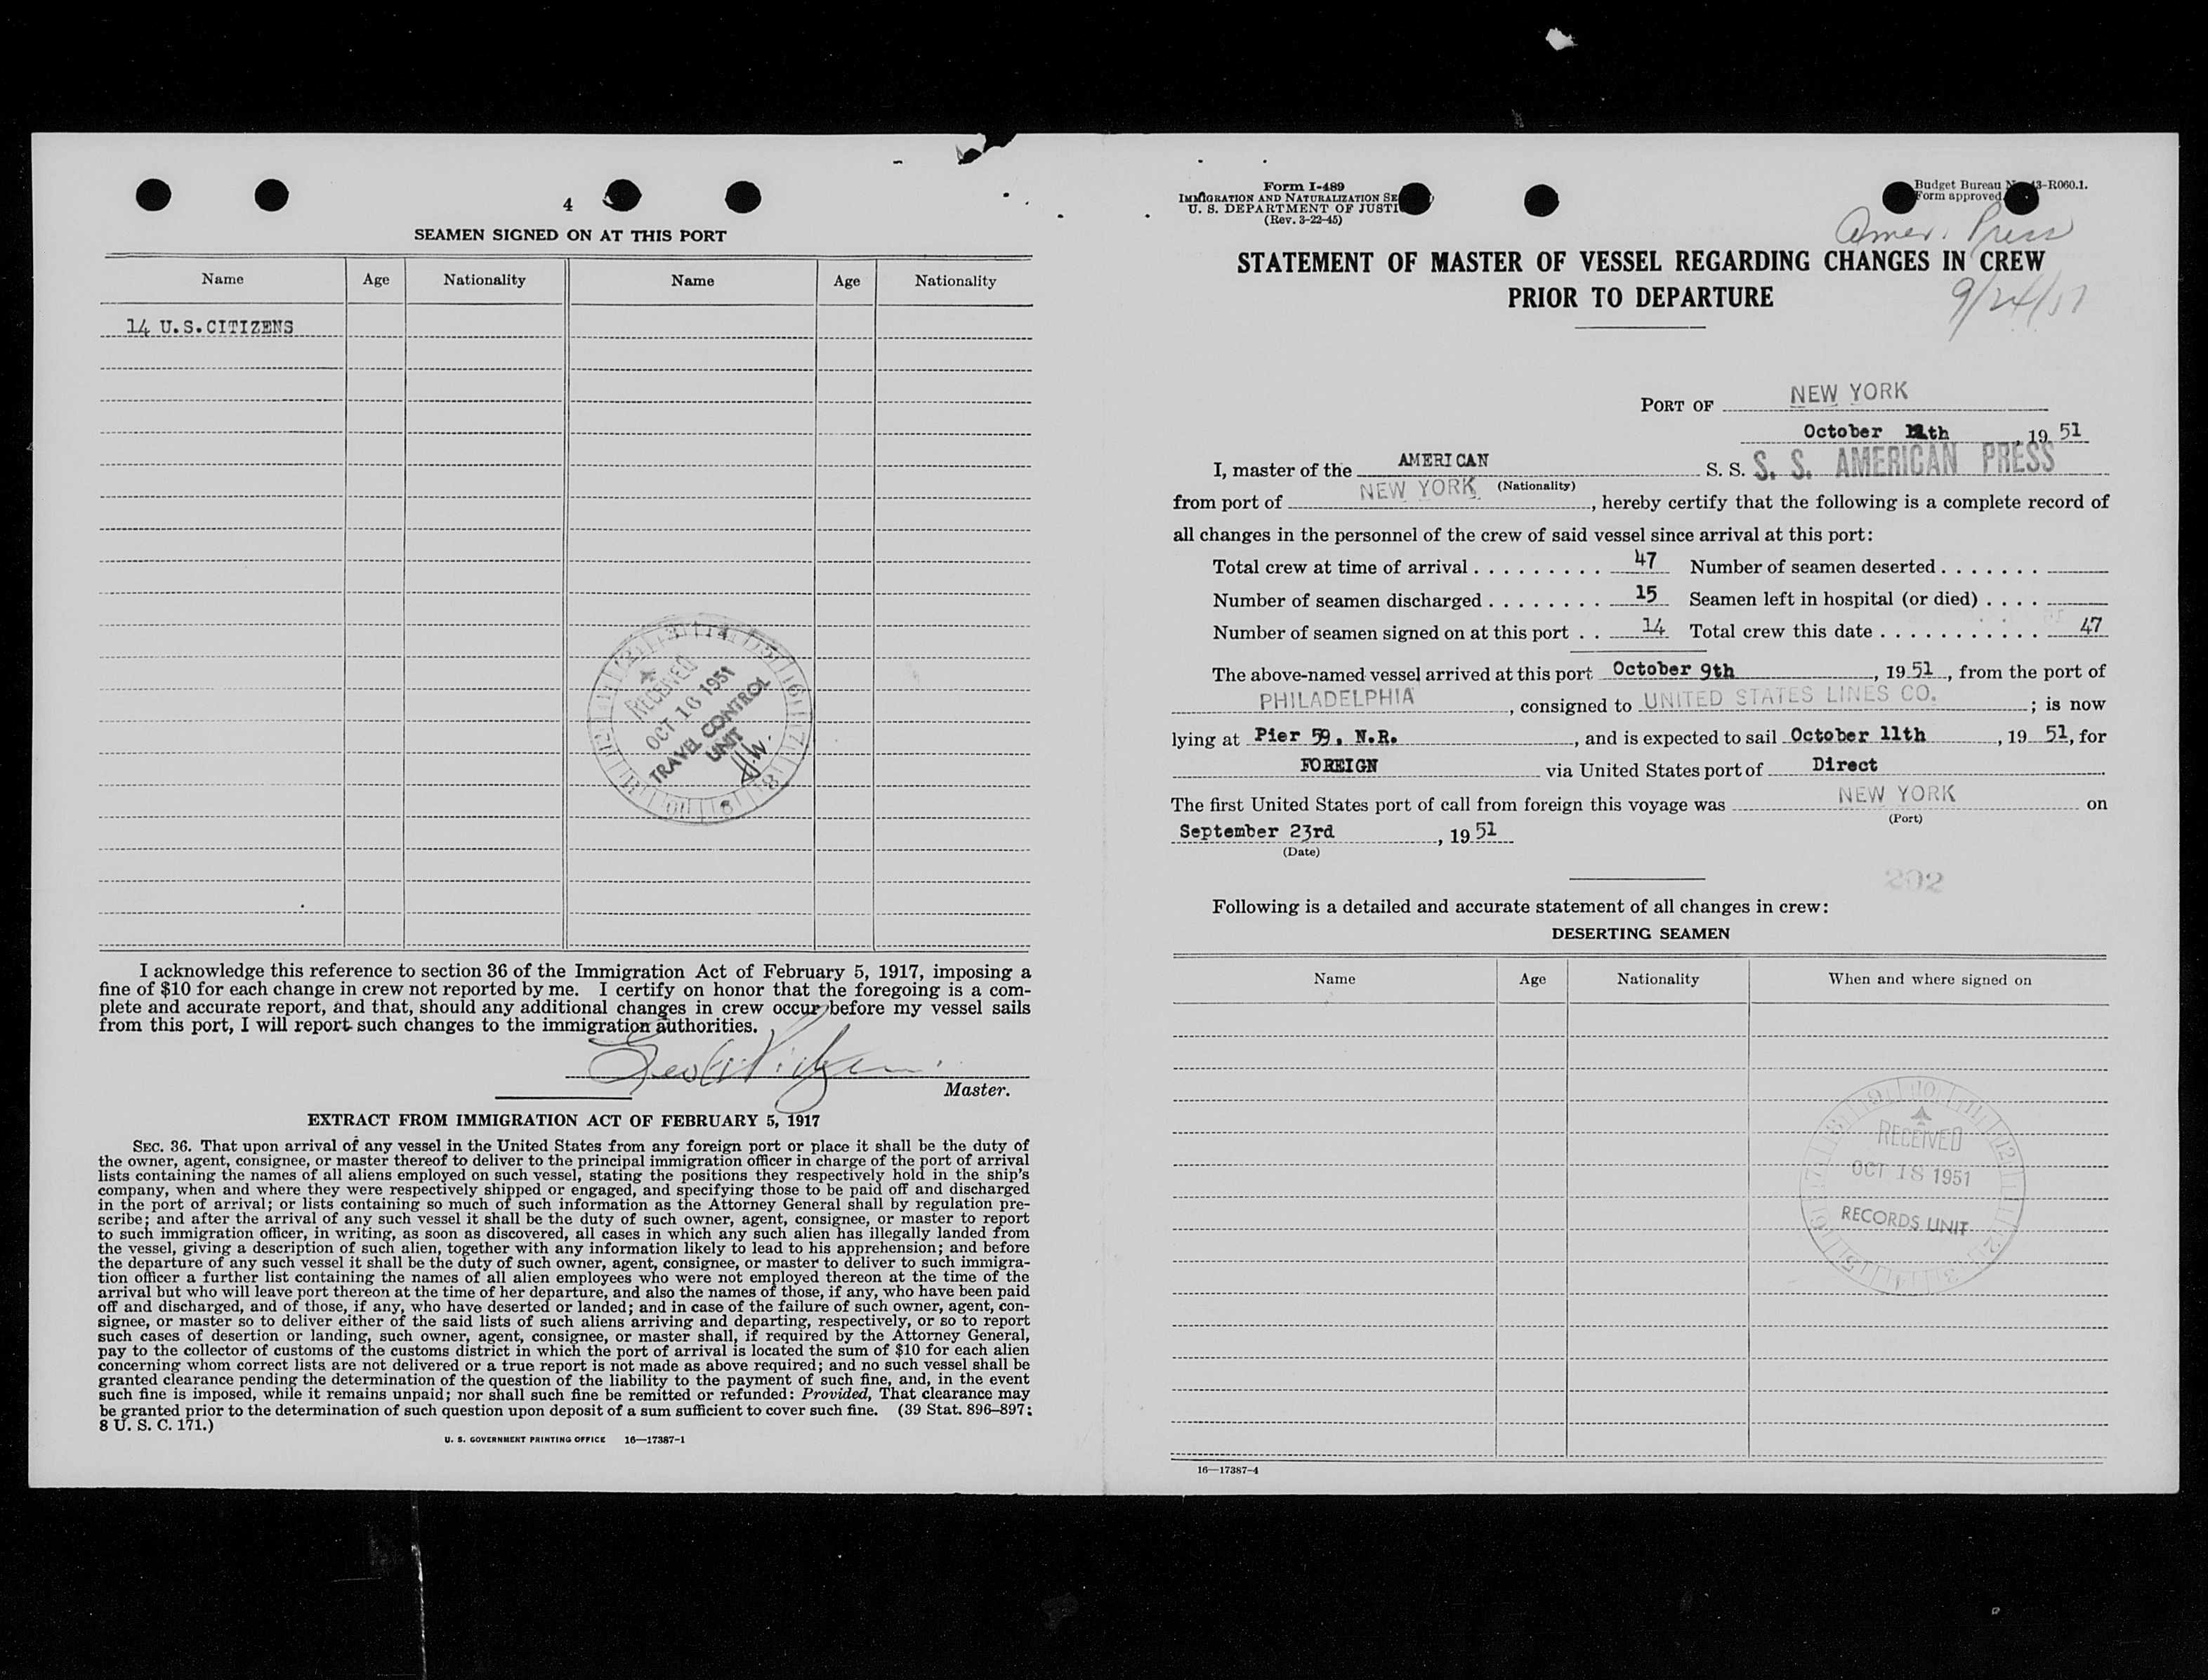 4
SEAMEN SIGNED ON AT THIS PORT
Name Age Nationality Name Age Nationality
14 U.S.CITIZENS
RECEIVED
OCT 16 1951
TRAVEL CONTROL
UNIT
I acknowledge this reference to section 36 of the Immigration Act of February 5, 1917, imposing a
fine of $10 for each change in crew not reported by me. I certify on honor that the foregoing is a com-
plete and accurate report, and that, should any additional changes in crew occur before my vessel sails
from this port, I will report such changes to the immigration authorities.
Master.
EXTRACT FROM IMMIGRATION ACT OF FEBRUARY 5, 1917
SEC. 36. That upon arrival of any vessel in the United States from any foreign port or place it shall be the duty of
the owner, agent, consignee, or master thereof to deliver to the principal immigration officer in charge of the port of arrival
lists containing the names of all aliens employed on such vessel, stating the positions they respectively hold in the ship's
company, when and where they were respectively shipped or engaged, and specifying those to be paid off and discharged
in the port of arrival; or lists containing so much of such information as the Attorney General shall by regulation pre-
scribe; and after the arrival of any such vessel it shall be the duty of such owner, agent, consignee, or master to report
to such immigration officer, in writing, as soon as discovered, all cases in which any such alien has illegally landed from
the vessel, giving a description of such alien, together with any information likely to lead to his apprehension; and before
the departure of any such vessel it shall be the duty of such owner, agent, consignee, or master to deliver to such immigra-
tion officer a further list containing the names of all alien employees who were not employed thereon at the time of the
arrival but who will leave port thereon at the time of her departure, and also the names of those, if any, who have been paid
off and discharged, and of those, if any, who have deserted or landed; and in case of the failure of such owner, agent, con-
signee, or master so to deliver either of the said lists of such aliens arriving and departing, respectively, or so to report
such cases of desertion or landing, such owner, agent, consignee, or master shall, if required by the Attorney General,
pay to the collector of customs of the customs district in which the port of arrival is located the sum of $10 for each alien
concerning whom correct lists are not delivered or a true report is not made as above required; and no such vessel shall be
granted clearance pending the determination of the question of the liability to the payment of such fine, and, in the event
such fine is imposed, while it remains unpaid; nor shall such fine be remitted or refunded: Provided, That clearance may
be granted prior to the determination of such question upon deposit of a sum sufficient to cover such fine. (39 Stat. 896–897;
8 U. S. C. 171.)
U. S. GOVERNMENT PRINTING OFFICE 16—17387-1
Form I-489
IMMIGRATION AND NATURALIZATION SE
U. S. DEPARTMENT OF JUSTI
(Rev. 3-22-45)
Budget Bureau N 43-R060.1.
Form approved
Amer. Press
9/24/51
STATEMENT OF MASTER OF VESSEL REGARDING CHANGES IN CREW
PRIOR TO DEPARTURE
PORT OF NEW YORK
October 11th, 19 51
I, master of the AMERICAN S. S. S. S. AMERICAN PRESS
(Nationality)
from port of NEW YORK, hereby certify that the following is a complete record of
all changes in the personnel of the crew of said vessel since arrival at this port:
Total crew at time of arrival . . . . . . . . . 47 Number of seamen deserted . . . . . . .
Number of seamen discharged . . . . . . . . 15 Seamen left in hospital (or died) . . . .
Number of seamen signed on at this port . . 14 Total crew this date . . . . . . . . . . . 47
The above-named vessel arrived at this port October 9th, 19 51, from the port of
PHILADELPHIA, consigned to UNITED STATES LINES CO.; is now
lying at Pier 59, N.R., and is expected to sail October 11th, 19 51, for
FOREIGN via United States port of Direct
The first United States port of call from foreign this voyage was NEW YORK on
(Port)
September 23rd, 19 51
(Date)
202
Following is a detailed and accurate statement of all changes in crew:
DESERTING SEAMEN
Name Age Nationality When and where signed on
RECEIVED
OCT 18 1951
RECORDS UNIT
16—17387-4